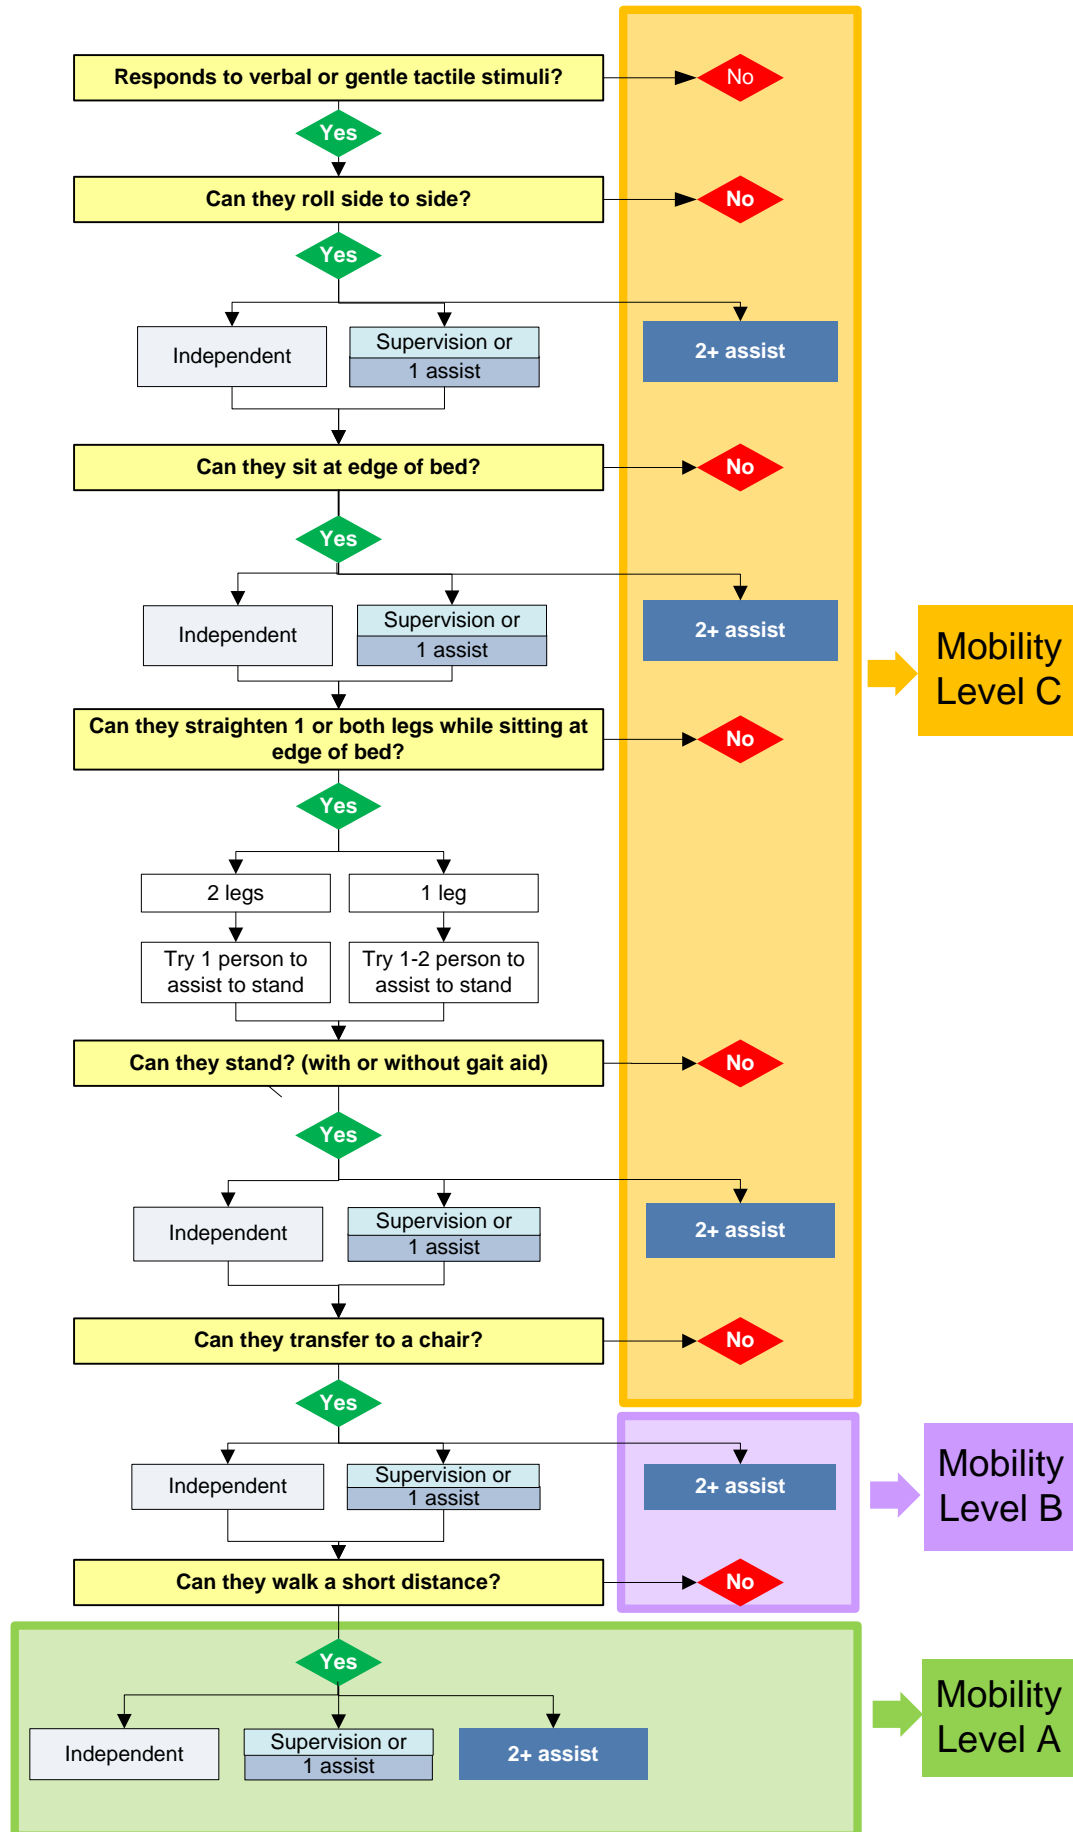 Responds to verbal or gentle tactile stimuli?
No
Yes
Can they roll side to side?
No
Yes
Independent
Supervision or
1 assist
2+ assist
Can they sit at edge of bed?
No
Yes
Independent
Supervision or
1 assist
2+ assist
Mobility
Level C
Can they straighten 1 or both legs while sitting at
edge of bed?
No
Yes
2 legs
1 leg
Try 1 person to
assist to stand
Try 1-2 person to
assist to stand
Can they stand? (with or without gait aid)
No
Yes
Independent
Supervision or
1 assist
2+ assist
Can they transfer to a chair?
No
Yes
Independent
Supervision or
1 assist
2+ assist
Mobility
Level B
Can they walk a short distance?
No
Yes
Independent
Supervision or
1 assist
2+ assist
Mobility
Level A